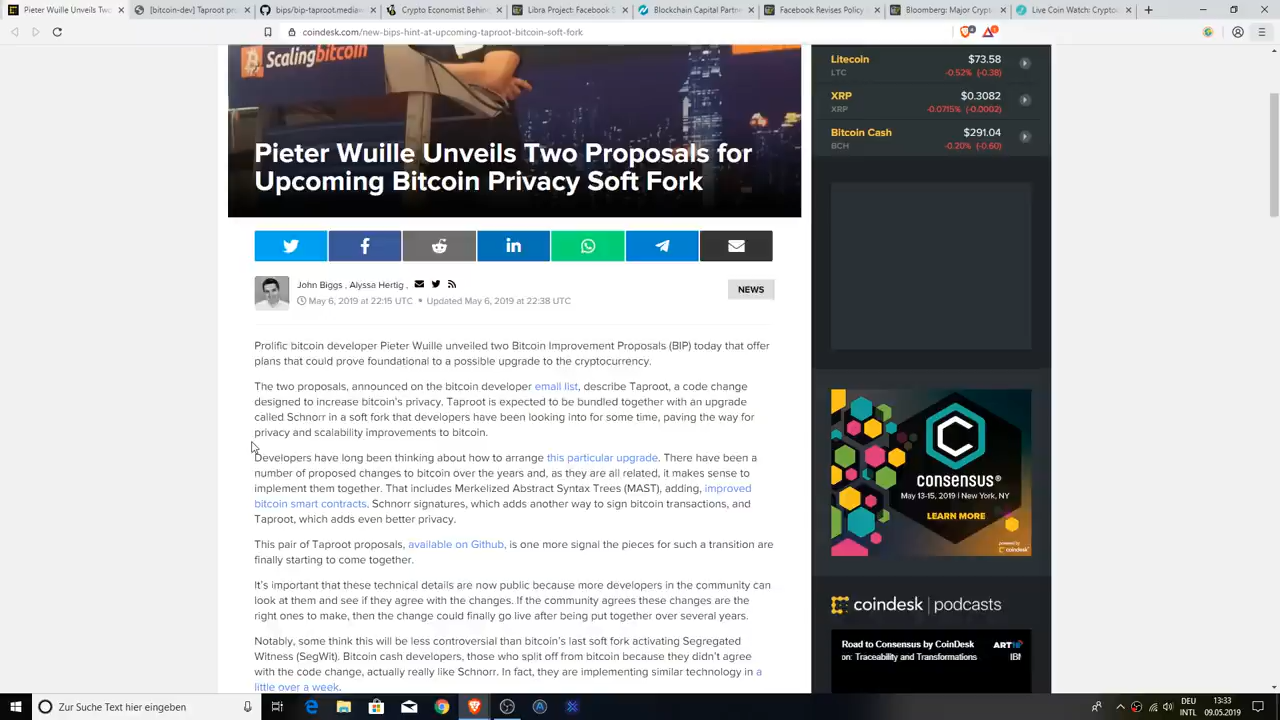 Pieter Wuille Unveils Two
[bitcoin-dev] Taproot pro
bips/bip-taproot.mediaw
Crypto Economist Behin
Libra Project: Facebook S
Blockchain Capital Partn
Facebook Revises Policy
Bloomberg: Major Crypt
Live Coin Watch: Crypto
coindesk.com/new-bips-hint-at-upcoming-taproot-bitcoin-soft-fork
Scalingbitcoin
Pieter Wuille Unveils Two Proposals for
Upcoming Bitcoin Privacy Soft Fork
John Biggs , Alyssa Hertig ,
May 6, 2019 at 22:15 UTC • Updated May 6, 2019 at 22:38 UTC
NEWS
Prolific bitcoin developer Pieter Wuille unveiled two Bitcoin Improvement Proposals (BIP) today that offer
plans that could prove foundational to a possible upgrade to the cryptocurrency.
The two proposals, announced on the bitcoin developer email list, describe Taproot, a code change
designed to increase bitcoin's privacy. Taproot is expected to be bundled together with an upgrade
called Schnorr in a soft fork that developers have been looking into for some time, paving the way for
privacy and scalability improvements to bitcoin.
Developers have long been thinking about how to arrange this particular upgrade. There have been a
number of proposed changes to bitcoin over the years and, as they are all related, it makes sense to
implement them together. That includes Merkelized Abstract Syntax Trees (MAST), adding, improved
bitcoin smart contracts. Schnorr signatures, which adds another way to sign bitcoin transactions, and
Taproot, which adds even better privacy.
This pair of Taproot proposals, available on Github, is one more signal the pieces for such a transition are
finally starting to come together.
It's important that these technical details are now public because more developers in the community can
look at them and see if they agree with the changes. If the community agrees these changes are the
right ones to make, then the change could finally go live after being put together over several years.
Notably, some think this will be less controversial than bitcoin's last soft fork activating Segregated
Witness (SegWit). Bitcoin cash developers, those who split off from bitcoin because they didn't agree
with the code change, actually really like Schnorr. In fact, they are implementing similar technology in a
little over a week.
Litecoin $73.58
LTC -0.52% (-0.38)
XRP $0.3082
XRP -0.0715% (-0.0002)
Bitcoin Cash $291.04
BCH -0.20% (-0.60)
CONSENSUS®
May 13-15, 2019 | New York, NY
LEARN MORE
powered by
coindesk
coindesk | podcasts
Road to Consensus by CoinDesk
on: Traceability and Transformations
ART19
Zur Suche Text hier eingeben
DEU
INTL
13:33
09.05.2019